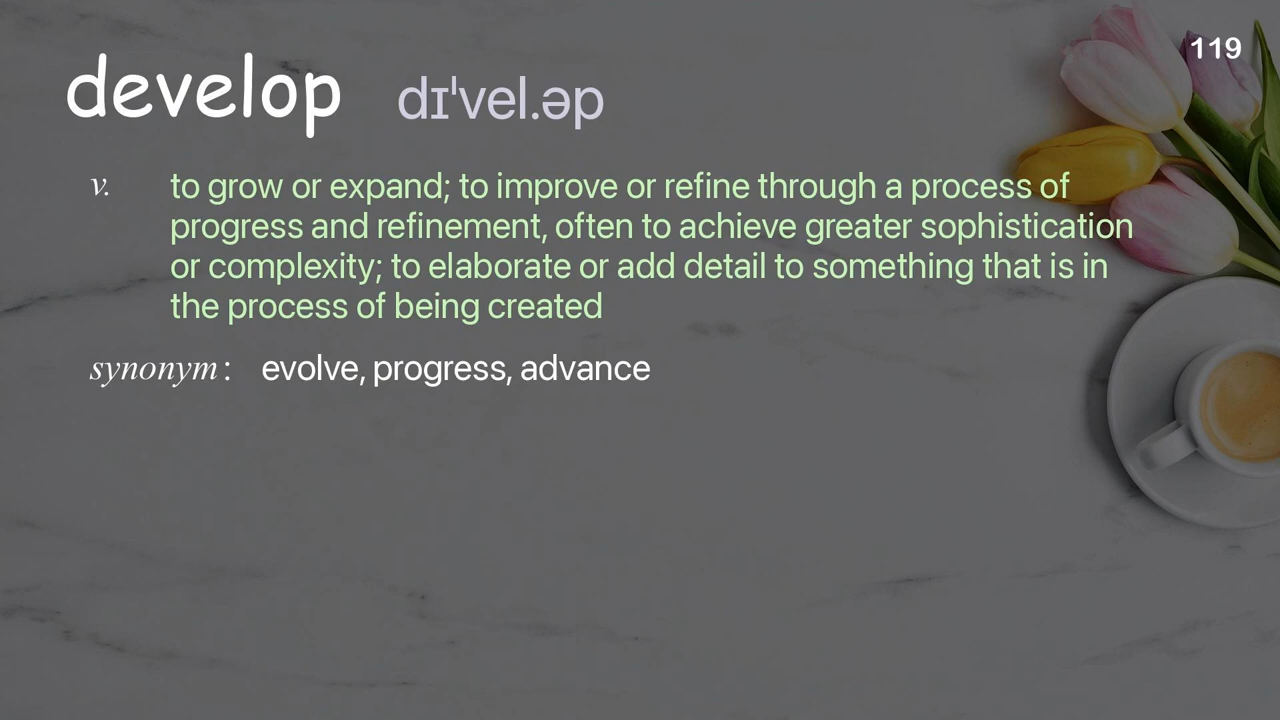 119
develop dɪˈvel.əp
v. to grow or expand; to improve or refine through a process of
progress and refinement, often to achieve greater sophistication
or complexity; to elaborate or add detail to something that is in
the process of being created
synonym: evolve, progress, advance